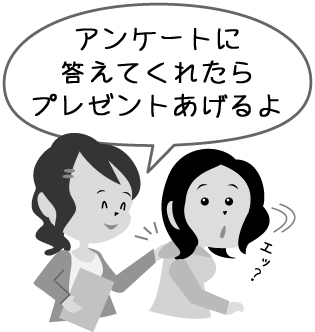 アンケートに
答えてくれたら
プレゼントあげるよ
エッ?